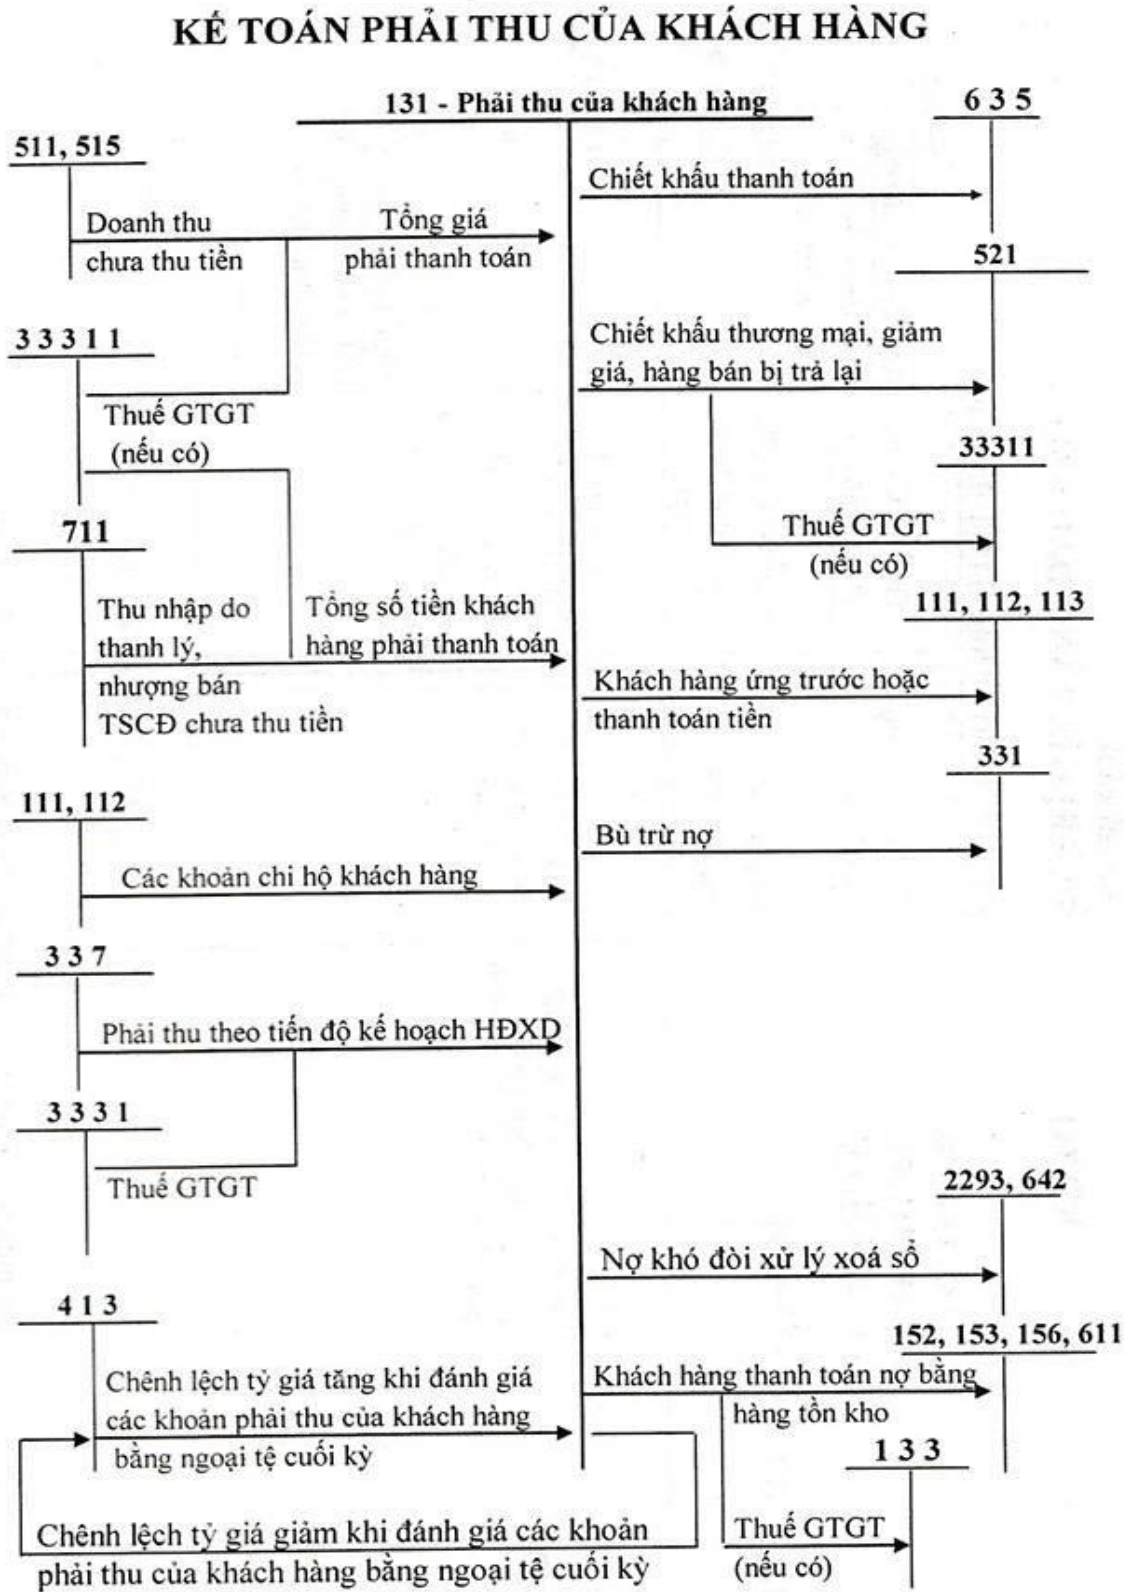 KẾ TOÁN PHẢI THU CỦA KHÁCH HÀNG
131 - Phải thu của khách hàng
6 3 5
511, 515
Chiết khấu thanh toán
Doanh thu
chưa thu tiền
Tổng giá
phải thanh toán
521
3 3 3 1 1
Chiết khấu thương mại, giảm
giá, hàng bán bị trả lại
Thuế GTGT
(nếu có)
33311
Thuế GTGT
(nếu có)
711
111, 112, 113
Thu nhập do
thanh lý,
nhượng bán
TSCĐ chưa thu tiền
Tổng số tiền khách
hàng phải thanh toán
Khách hàng ứng trước hoặc
thanh toán tiền
331
111, 112
Bù trừ nợ
Các khoản chi hộ khách hàng
3 3 7
Phải thu theo tiến độ kế hoạch HĐXD
3 3 3 1
Thuế GTGT
2293, 642
Nợ khó đòi xử lý xoá sổ
4 1 3
152, 153, 156, 611
Chênh lệch tỷ giá tăng khi đánh giá
các khoản phải thu của khách hàng
bằng ngoại tệ cuối kỳ
Khách hàng thanh toán nợ bằng
hàng tồn kho
1 3 3
Chênh lệch tỷ giá giảm khi đánh giá các khoản
phải thu của khách hàng bằng ngoại tệ cuối kỳ
Thuế GTGT
(nếu có)